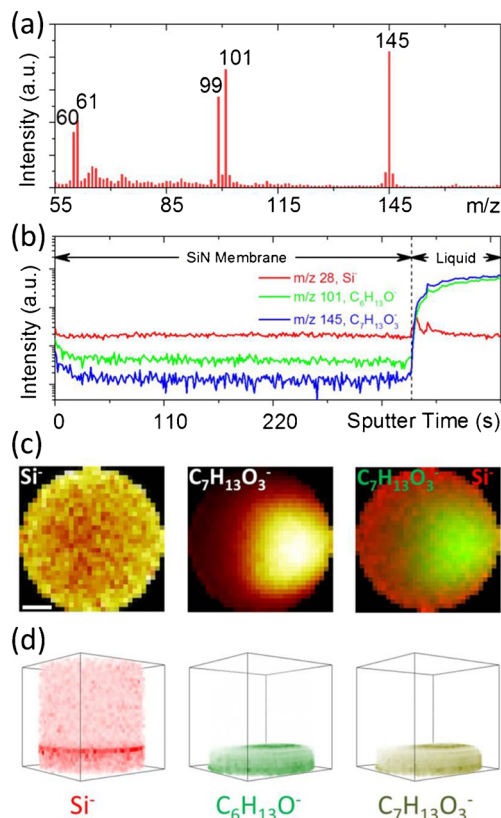 (a)
Intensity (a.u.)
60
61
99
101
145
55
85
115
145
m/z
(b)
Intensity (a.u.)
SiN Membrane
Liquid
m/z 28, Si⁻
m/z 101, C₆H₁₃O⁻
m/z 145, C₇H₁₃O₃⁻
0
110
220
Sputter Time (s)
(c)
Si⁻
C₇H₁₃O₃⁻
C₇H₁₃O₃⁻
Si⁻
(d)
Si⁻
C₆H₁₃O⁻
C₇H₁₃O₃⁻